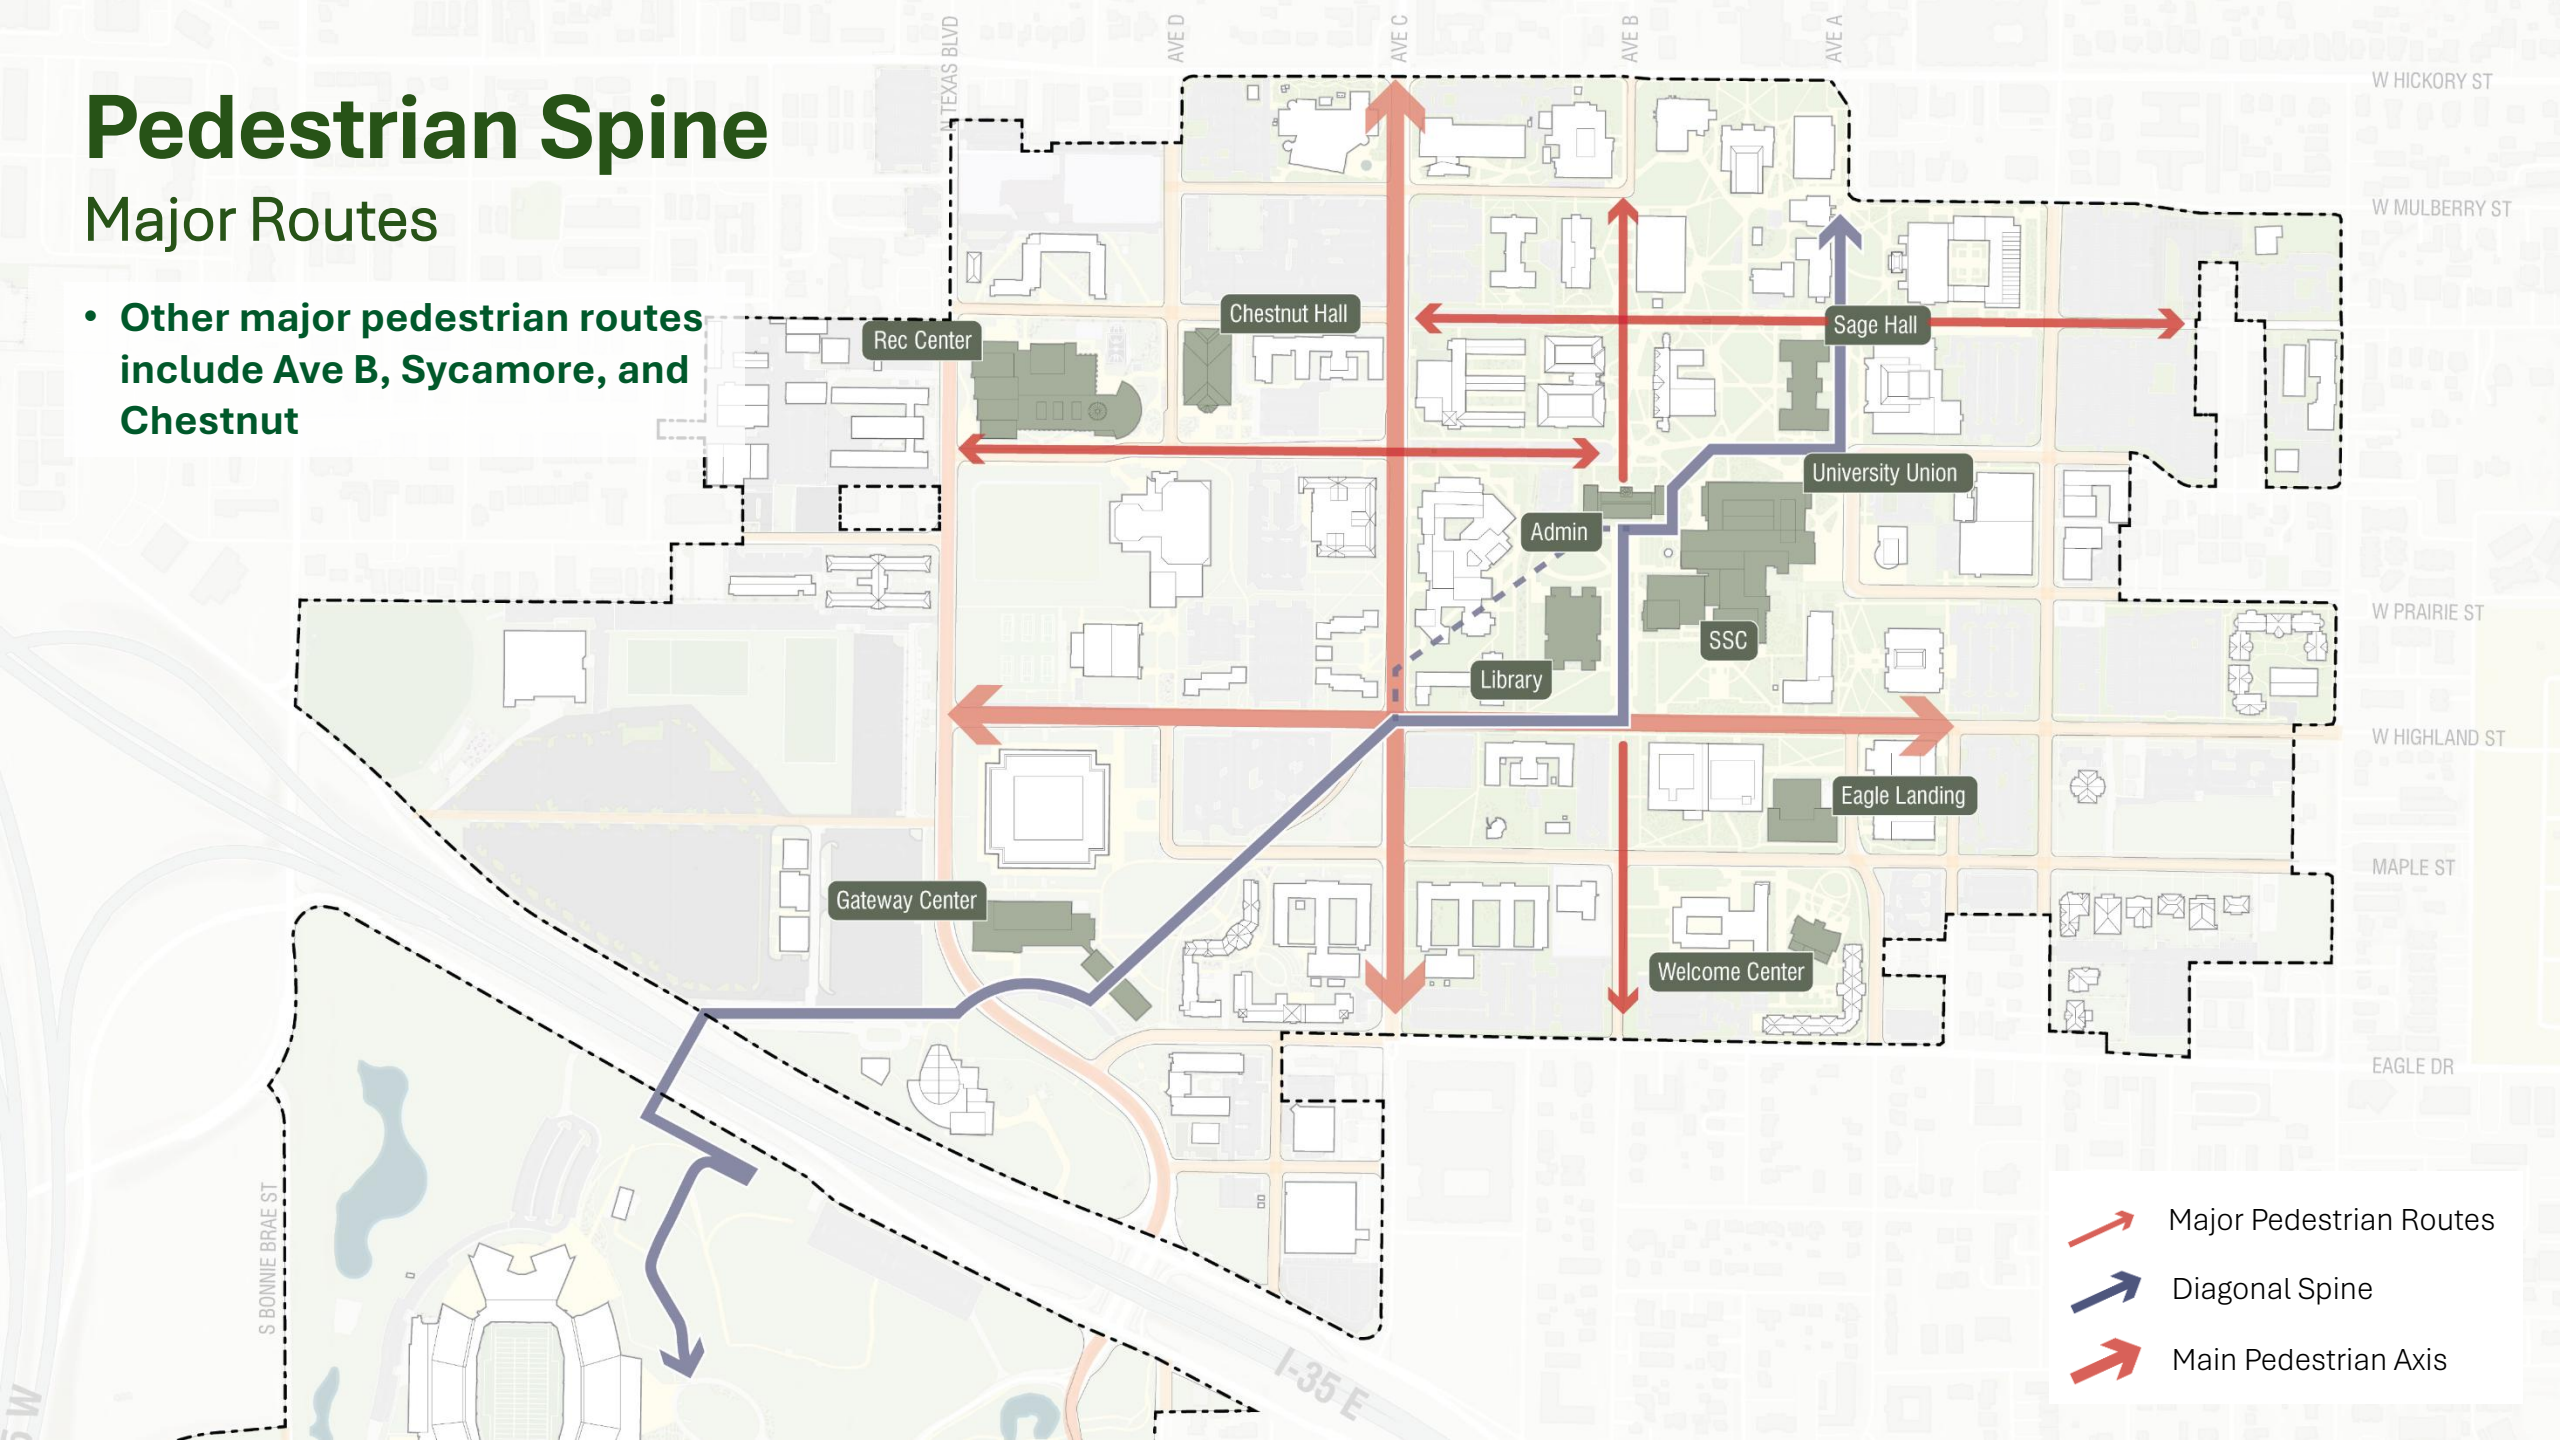 Pedestrian Spine
Major Routes
• Other major pedestrian routes
include Ave B, Sycamore, and
Chestnut
N TEXAS BLVD
AVE D
AVE C
AVE B
AVE A
W HICKORY ST
W MULBERRY ST
Chestnut Hall
Rec Center
Sage Hall
University Union
Admin
W PRAIRIE ST
SSC
Library
W HIGHLAND ST
Eagle Landing
MAPLE ST
Gateway Center
Welcome Center
EAGLE DR
S BONNIE BRAE ST
I-35 E
5 W
Major Pedestrian Routes
Diagonal Spine
Main Pedestrian Axis